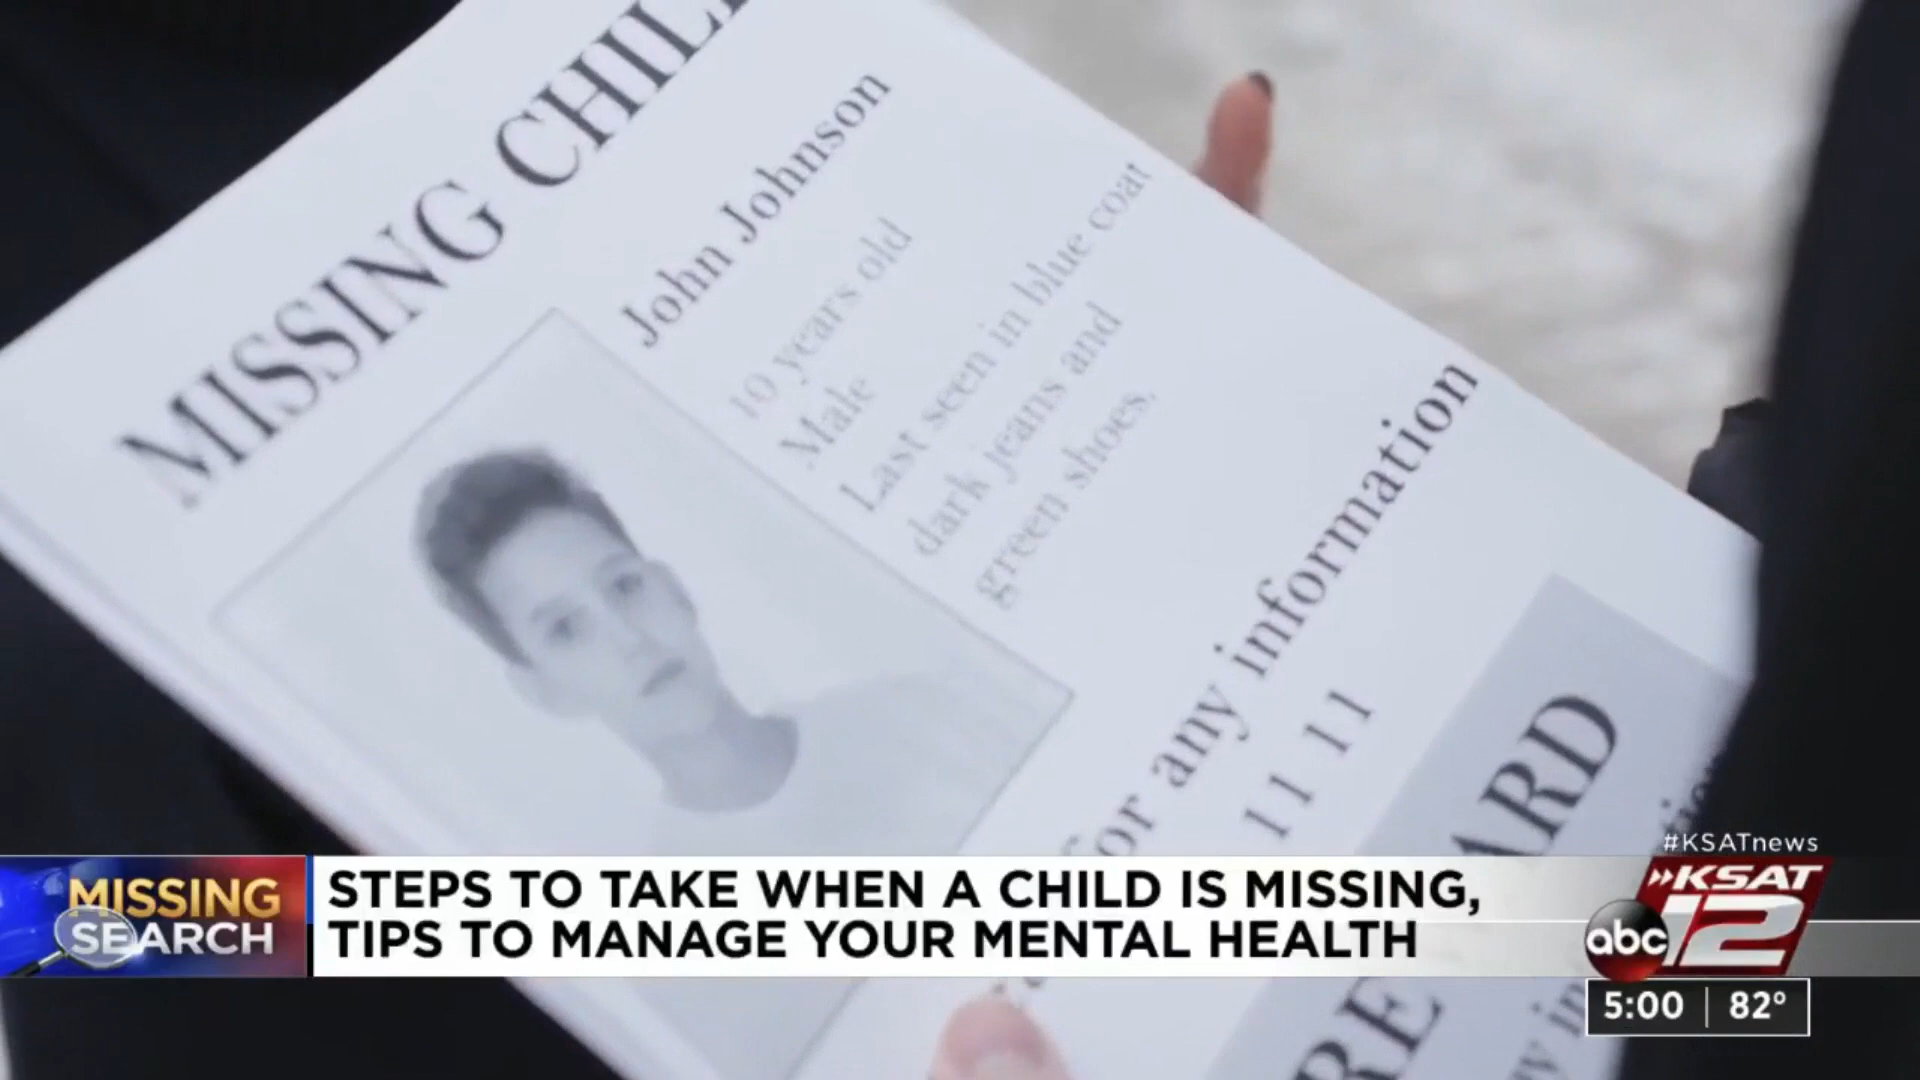 MISSING CHIL
John Johnson
10 years old
Male
Last seen in blue coat
dark jeans and
green shoes.
For any information
11 11
ARD
RE
#KSATnews
MISSING
SEARCH
STEPS TO TAKE WHEN A CHILD IS MISSING,
TIPS TO MANAGE YOUR MENTAL HEALTH
KSAT
abc 12
5:00 82°